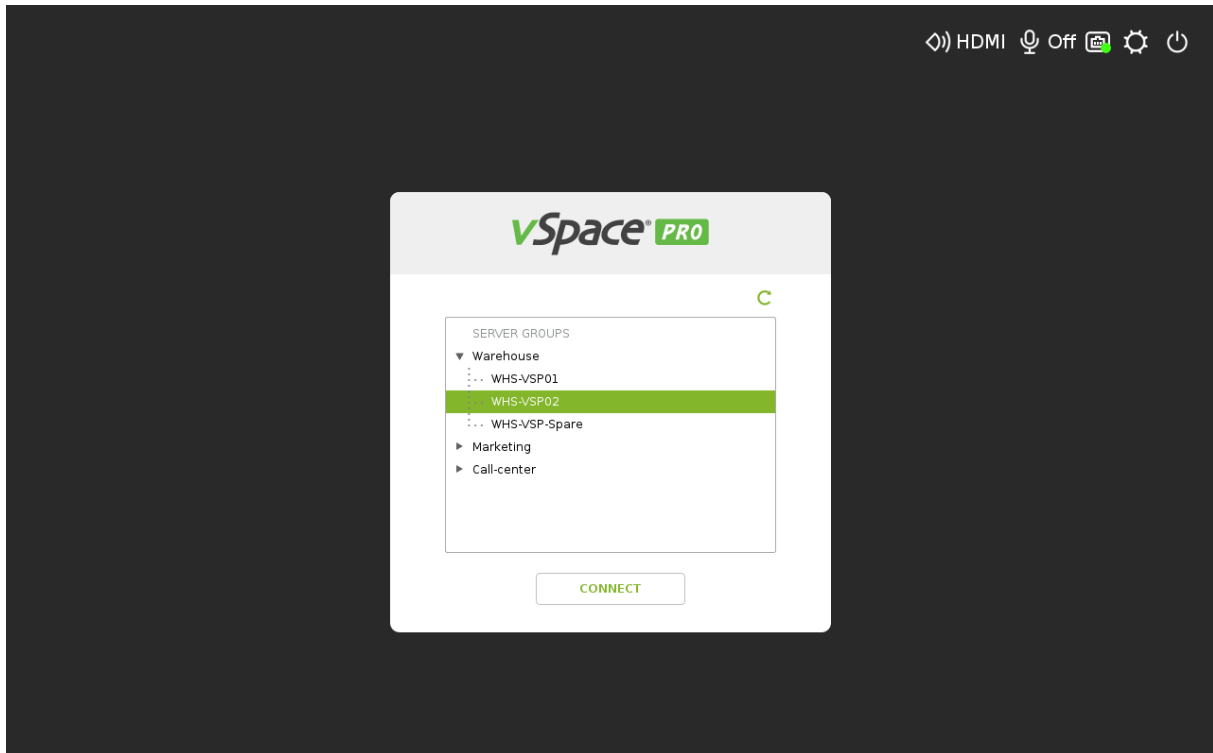 HDMI Off
vSpace® PRO
SERVER GROUPS
Warehouse
WHS-VSP01
WHS-VSP02
WHS-VSP-Spare
Marketing
Call-center
CONNECT